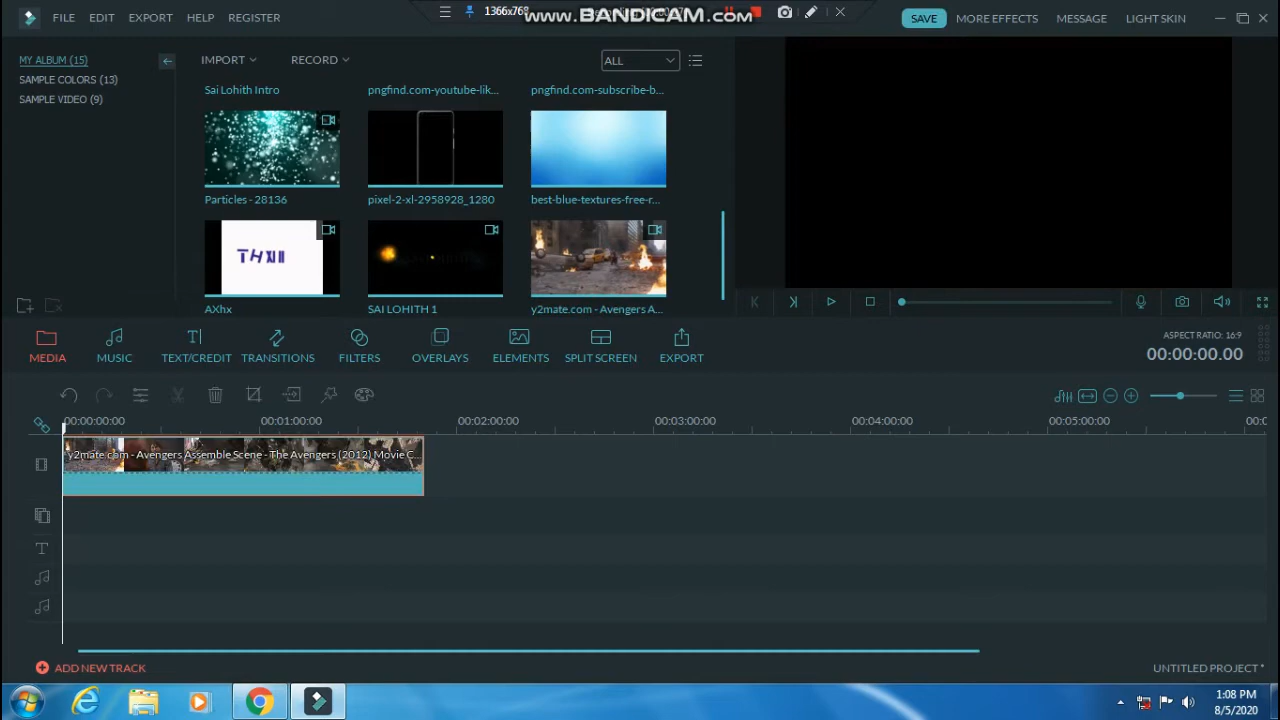 FILE EDIT EXPORT HELP REGISTER
1366x768
www.BANDICAM.com
SAVE MORE EFFECTS MESSAGE LIGHT SKIN
MY ALBUM (15)
SAMPLE COLORS (13)
SAMPLE VIDEO (9)
IMPORT RECORD ALL
Sai Lohith Intro pngfind.com-youtube-lik... pngfind.com-subscribe-b...
Particles - 28136 pixel-2-xl-2958928_1280 best-blue-textures-free-r...
AXhx SAI LOHITH 1 y2mate.com - Avengers A...
MEDIA MUSIC TEXT/CREDIT TRANSITIONS FILTERS OVERLAYS ELEMENTS SPLIT SCREEN EXPORT
ASPECT RATIO: 16:9
00:00:00.00
00:00:00:00 00:01:00:00 00:02:00:00 00:03:00:00 00:04:00:00 00:05:00:00
y2mate.com - Avengers Assemble Scene - The Avengers (2012) Movie C...
ADD NEW TRACK
UNTITLED PROJECT *
1:08 PM
8/5/2020